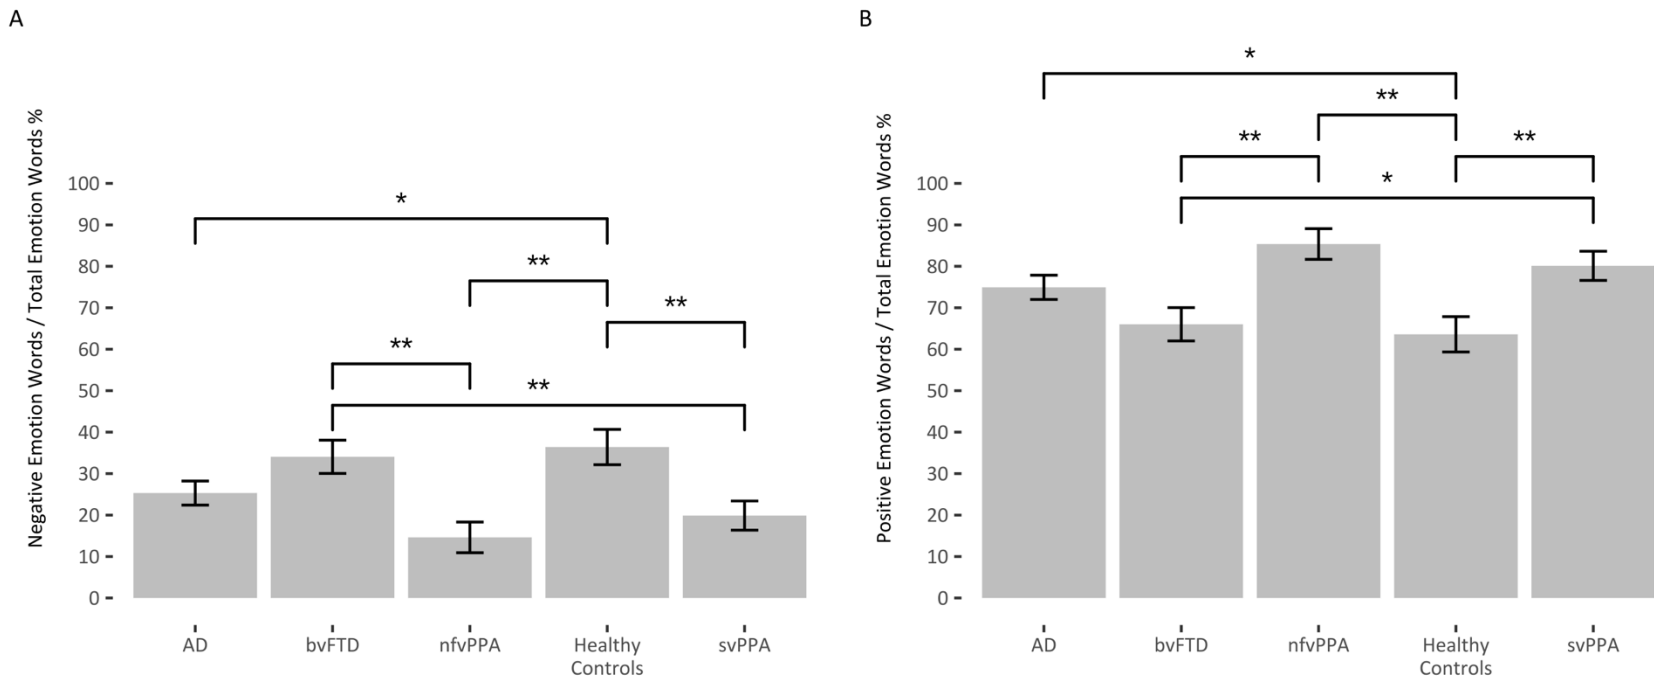 A
Negative Emotion Words / Total Emotion Words %
100
90
80
70
60
50
40
30
20
10
0
*
**
**
**
**
AD
bvFTD
nfvPPA
Healthy
Controls
svPPA
B
Positive Emotion Words / Total Emotion Words %
100
90
80
70
60
50
40
30
20
10
0
*
**
**
**
*
AD
bvFTD
nfvPPA
Healthy
Controls
svPPA